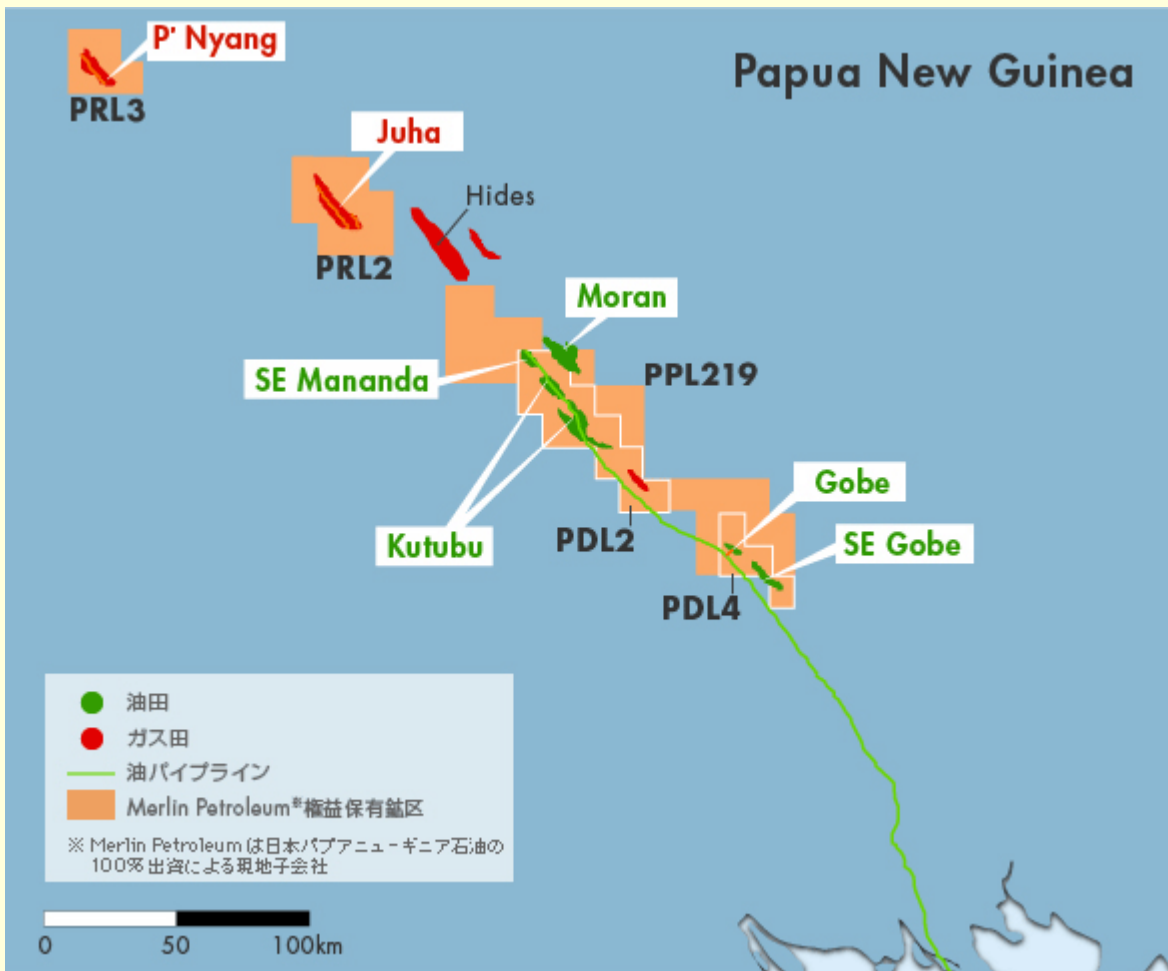 P' Nyang
Papua New Guinea
PRL3
Juha
Hides
PRL2
Moran
SE Mananda
PPL219
Gobe
Kutubu
PDL2
SE Gobe
PDL4
油田
ガス田
油パイプライン
Merlin Petroleum※権益保有鉱区
※ Merlin Petroleumは日本パプアニューギニア石油の
100%出資による現地子会社
0 50 100km